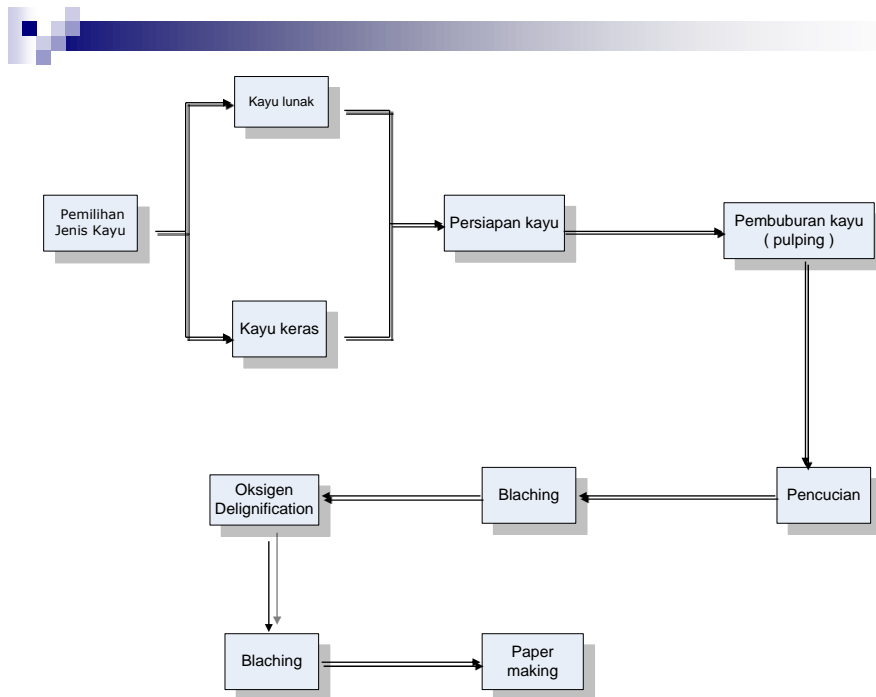 Kayu lunak
Pemilihan
Jenis Kayu
Kayu keras
Persiapan kayu
Pembuburan kayu
( pulping )
Pencucian
Blaching
Oksigen
Delignification
Blaching
Paper
making